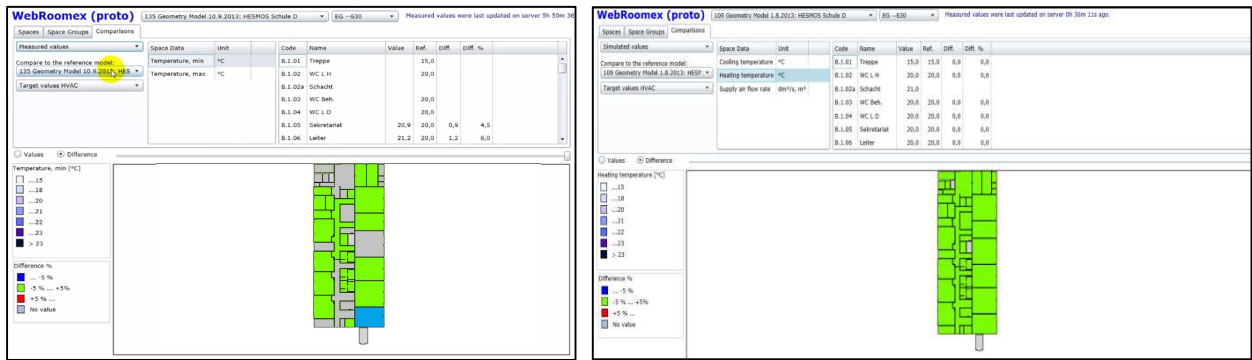 WebRoomex (proto) 135 Geometry Model 10.9.2013: HESMOS Schule D EG --630 Measured values were last updated on server 5h 50m 36
Spaces Space Groups Comparisons
Measured values
Compare to the reference model:
135 Geometry Model 10.9.2013: HES
Target values HVAC
Space Data Unit
Temperature, min °C
Temperature, max °C
Code Name Value Ref. Diff. Diff. %
B.1.01 Treppe 15,0
B.1.02 WC L H 20,0
B.1.02a Schacht
B.1.03 WC Beh. 20,0
B.1.04 WC L D 20,0
B.1.05 Sekretariat 20,9 20,0 0,9 4,5
B.1.06 Leiter 21,2 20,0 1,2 6,0
Values Difference
Temperature, min [°C]
...15
...18
...20
...21
...22
...23
> 23
Difference %
... -5 %
-5 % ... +5%
+5 % ...
No value
WebRoomex (proto) 109 Geometry Model 1.8.2013: HESMOS Schule D EG --630 Measured values were last updated on server 0h 36m 11s ago.
Spaces Space Groups Comparisons
Simulated values
Compare to the reference model:
109 Geometry Model 1.8.2013: HESM
Target values HVAC
Space Data Unit
Cooling temperature °C
Heating temperature °C
Supply air flow rate dm³/s, m³
Code Name Value Ref. Diff. Diff. %
B.1.01 Treppe 15,0 15,0 0,0 0,0
B.1.02 WC L H 20,0 20,0 0,0 0,0
B.1.02a Schacht 21,0
B.1.03 WC Beh. 20,0 20,0 0,0 0,0
B.1.04 WC L D 20,0 20,0 0,0 0,0
B.1.05 Sekretariat 20,0 20,0 0,0 0,0
B.1.06 Leiter 20,0 20,0 0,0 0,0
Values Difference
Heating temperature [°C]
...15
...18
...20
...21
...22
...23
> 23
Difference %
... -5 %
-5 % ... +5%
+5 % ...
No value